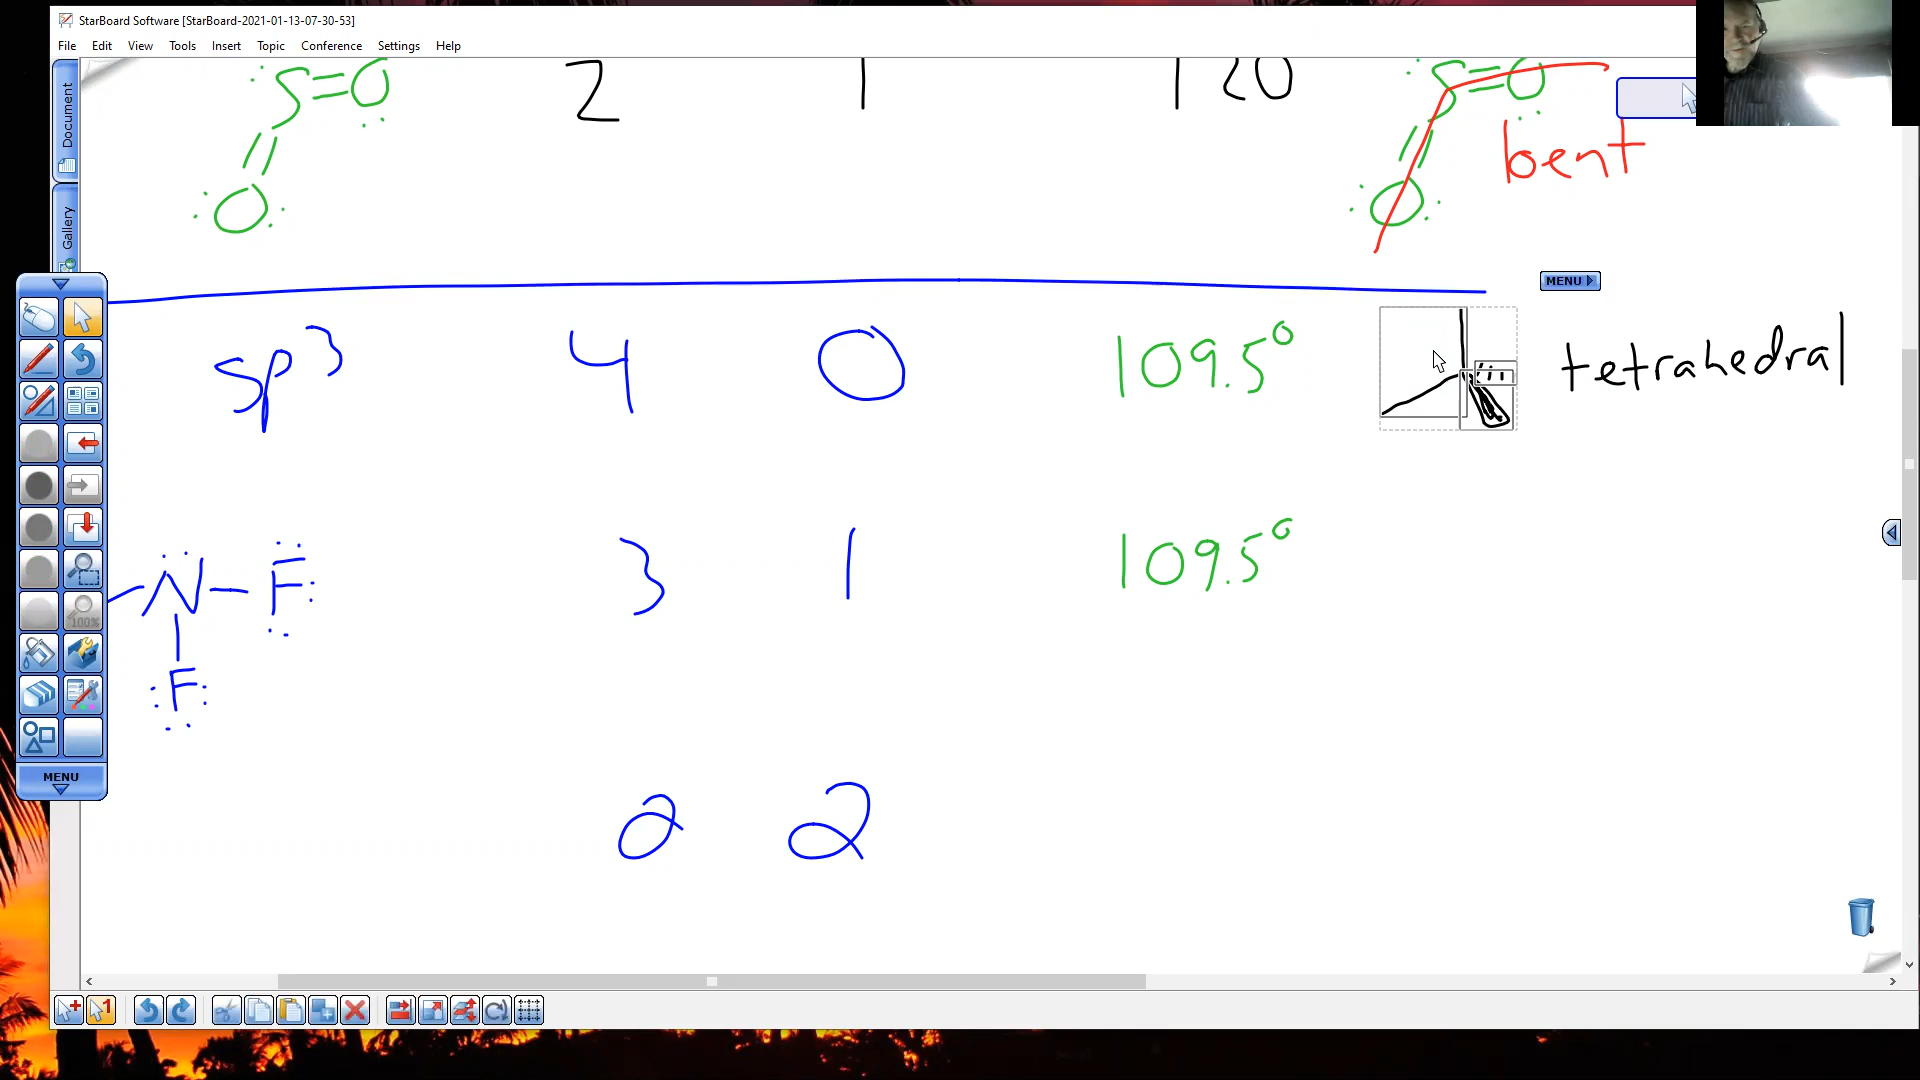 StarBoard Software [StarBoard-2021-01-13-07-30-53]
File Edit View Tools Insert Topic Conference Settings Help
Document
Gallery
S=O 2 1 120 S=O
bent
O O
MENU
sp3 4 0 109.5° tetrahedral
N-F 3 1 109.5°
F
100%
MENU
2 2
1